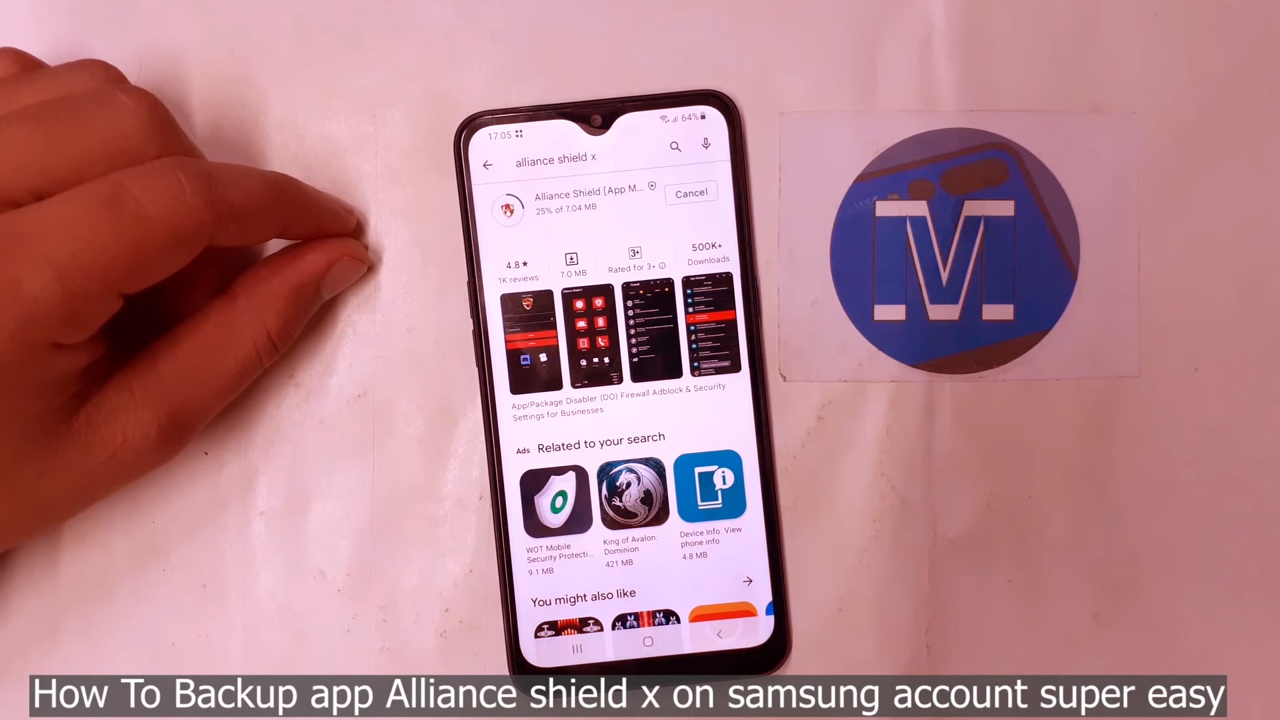 17:05
64%
alliance shield x
Alliance Shield [App M...
25% of 7.04 MB
Cancel
4.8★
1K reviews
7.0 MB
3+
Rated for 3+
500K+
Downloads
App/Package Disabler (DO) Firewall Adblock & Security
Settings for Businesses
Ads Related to your search
WOT Mobile
Security Protecti...
9.1 MB
King of Avalon:
Dominion
421 MB
Device Info: View
phone info
4.8 MB
You might also like
M
How To Backup app Alliance shield x on samsung account super easy